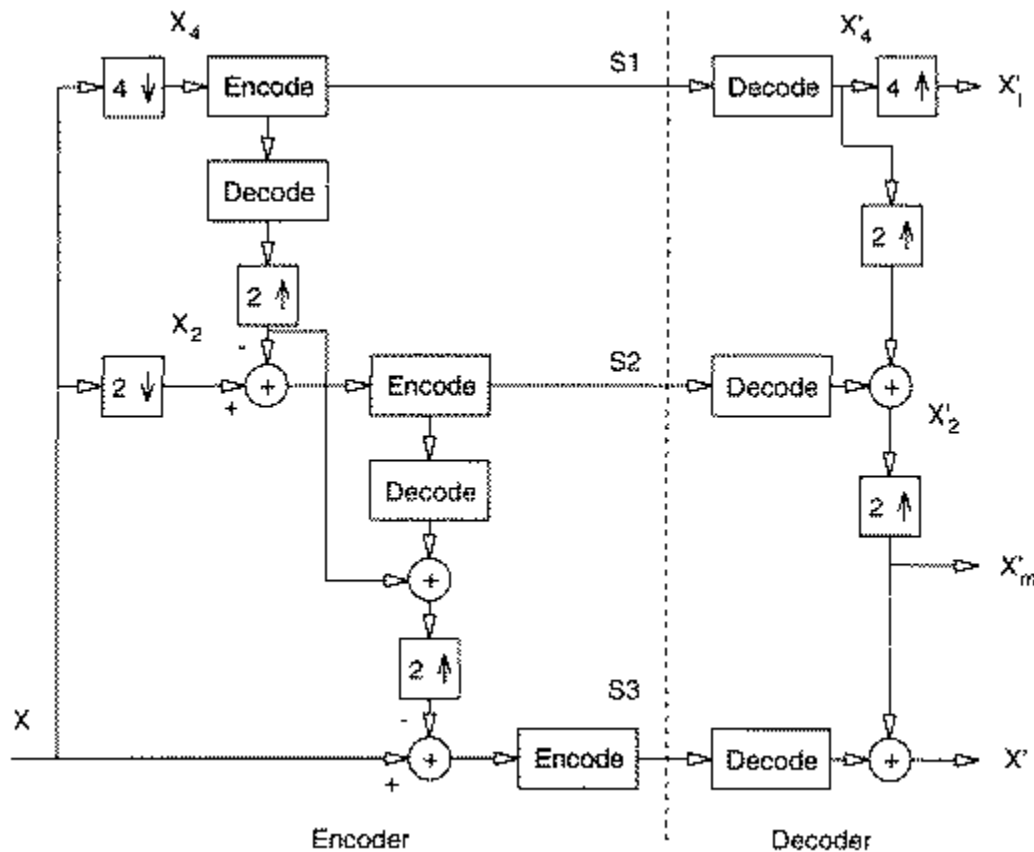 X4 X'4
4 ↓ Encode S1 Decode 4 ↑ X'l
Decode
2 ↑
2 ↑
X2
-
2 ↓ + + Encode S2 Decode +
X'2
Decode
2 ↑
+ X'm
2 ↑
S3
X -
+ + Encode Decode + X'
Encoder Decoder